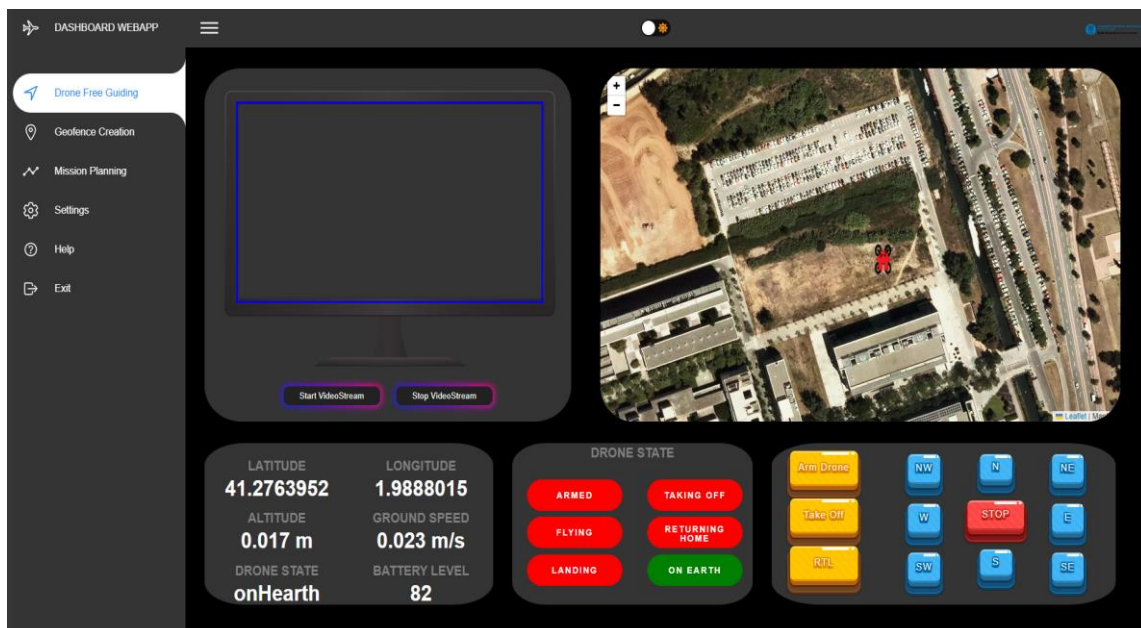 DASHBOARD WEBAPP
Drone Free Guiding
Geofence Creation
Mission Planning
Settings
Help
Exit
+
-
Leaflet
Start VideoStream
Stop VideoStream
LATITUDE
LONGITUDE
41.2763952
1.9888015
ALTITUDE
GROUND SPEED
0.017 m
0.023 m/s
DRONE STATE
BATTERY LEVEL
onHearth
82
DRONE STATE
ARMED
TAKING OFF
FLYING
RETURNING
HOME
LANDING
ON EARTH
Arm Drone
NW
N
NE
Take Off
W
STOP
E
RTL
SW
S
SE